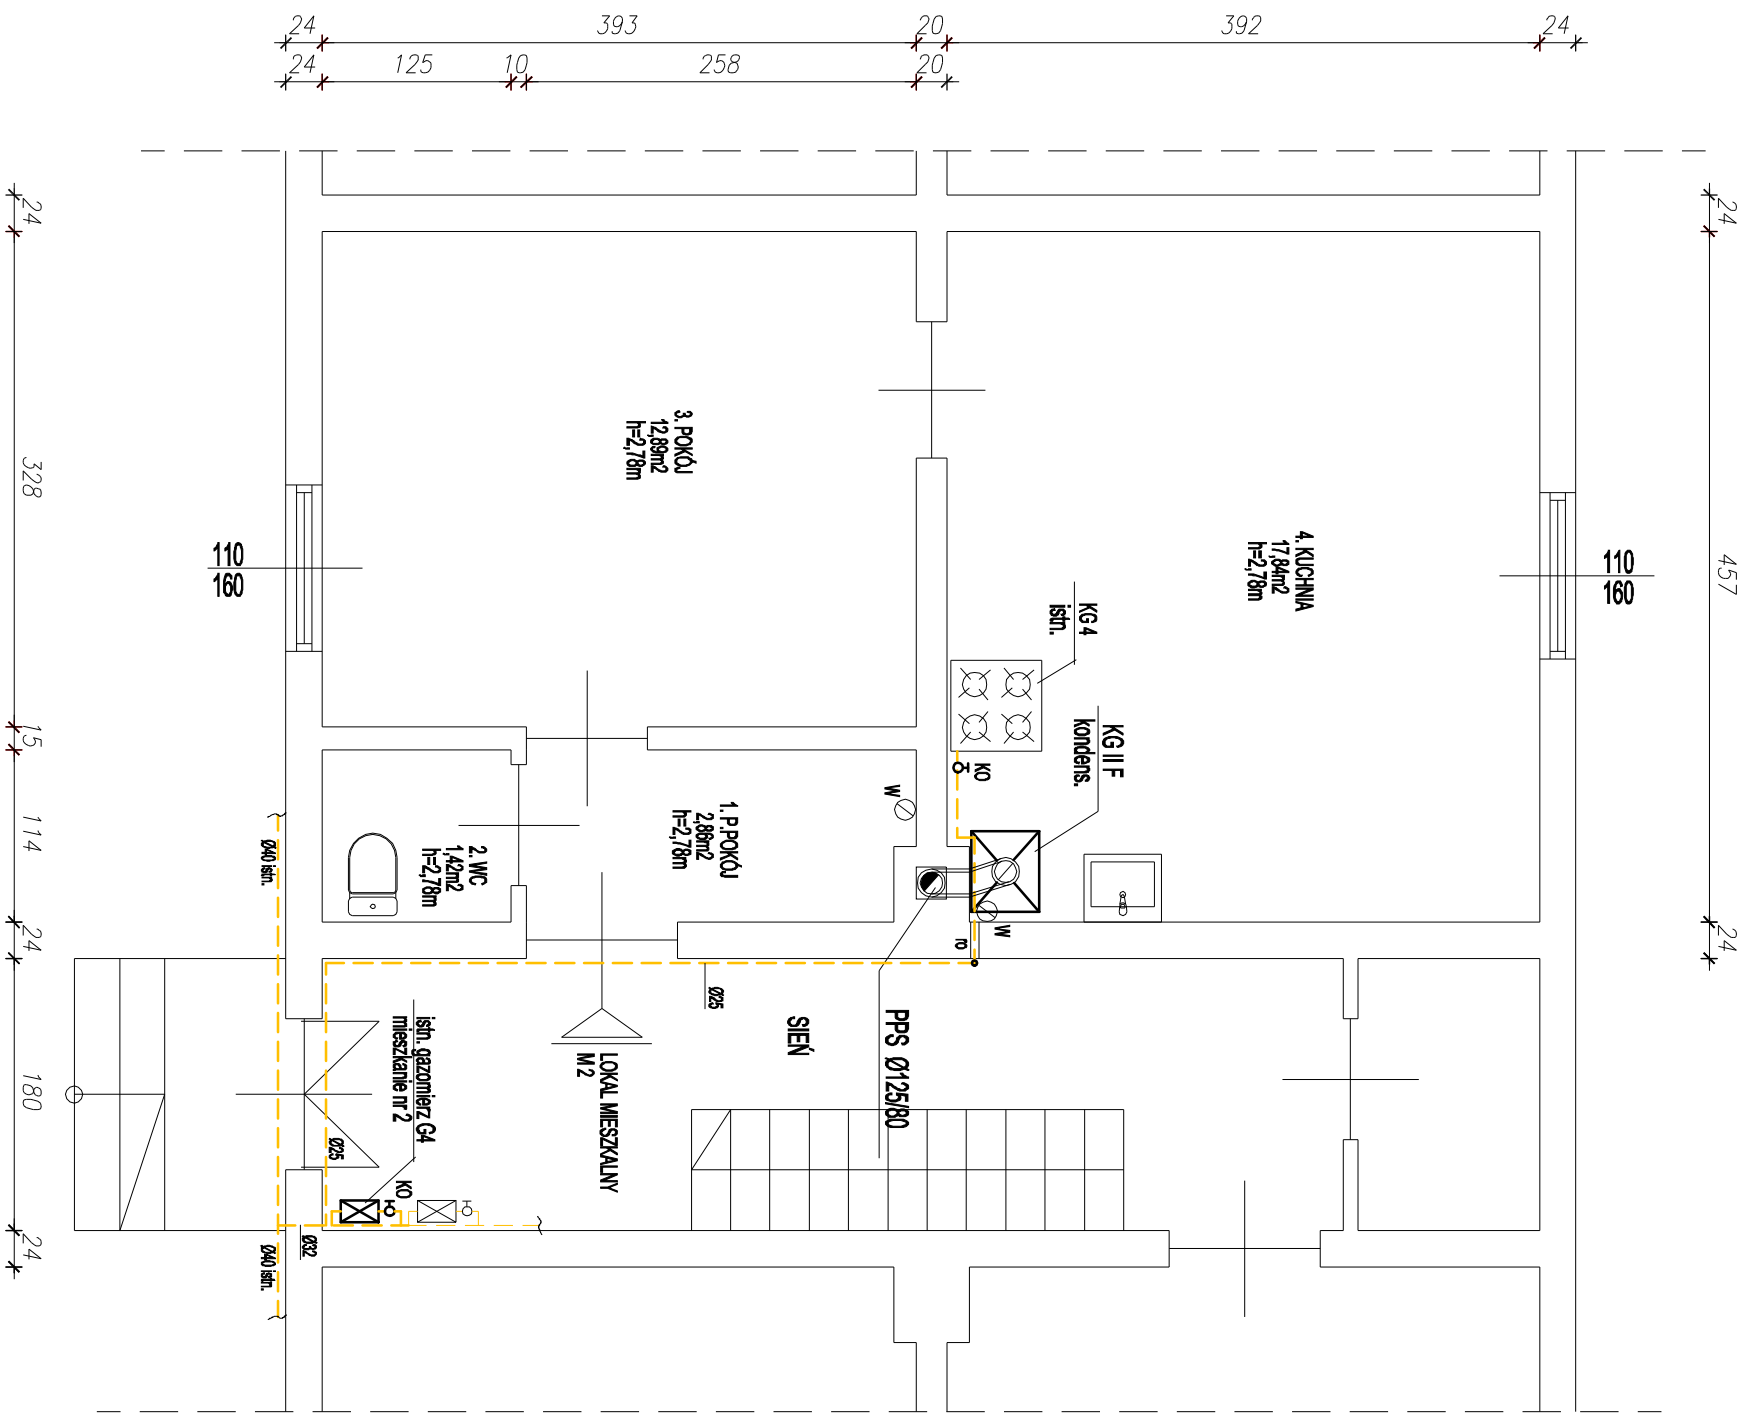 24
393
20
392
24
24
125
10
258
20
24
328
15
114
24
180
24
24
457
24
110
160
110
160
3. POKÓJ
12,89m2
h=2,78m
4. KUCHNIA
17,84m2
h=2,78m
KG 4
istn.
KG II F
kondens.
KO
W
1. P.POKÓJ
2,86m2
h=2,78m
2. WC
1,42m2
h=2,78m
W
ro
Ø40 istn.
Ø25
SIEŃ
PPS Ø125/80
LOKAL MIESZKALNY
M 2
istn. gazomierz G4
mieszkanie nr 2
Ø25
KO
Ø32
Ø40 istn.